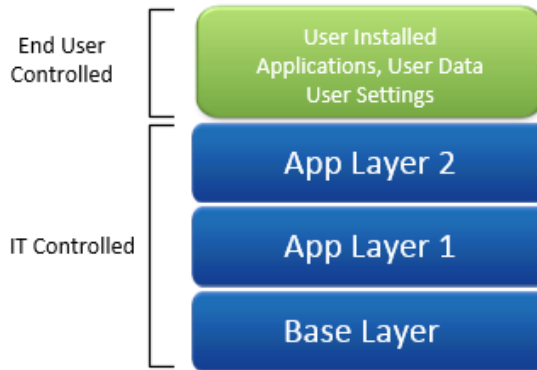 End User
Controlled
User Installed
Applications, User Data
User Settings
App Layer 2
IT Controlled
App Layer 1
Base Layer